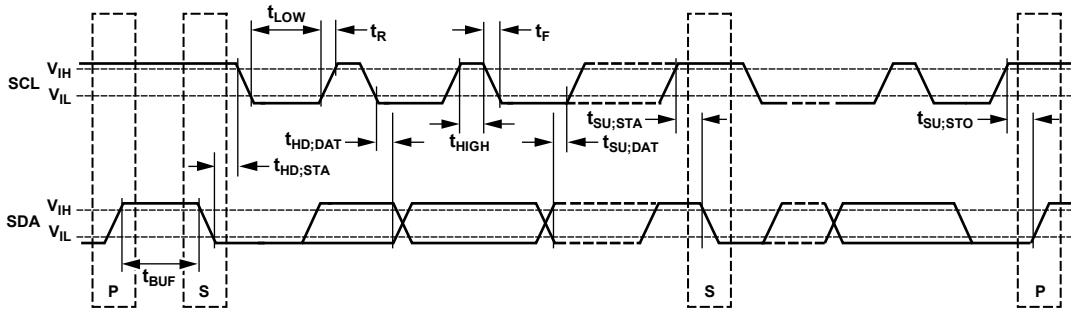 tLOW
tR
tF
VIH
SCL
VIL
tHD;DAT
tHIGH
tSU;STA
tSU;DAT
tSU;STO
tHD;STA
VIH
SDA
VIL
tBUF
P
S
S
P